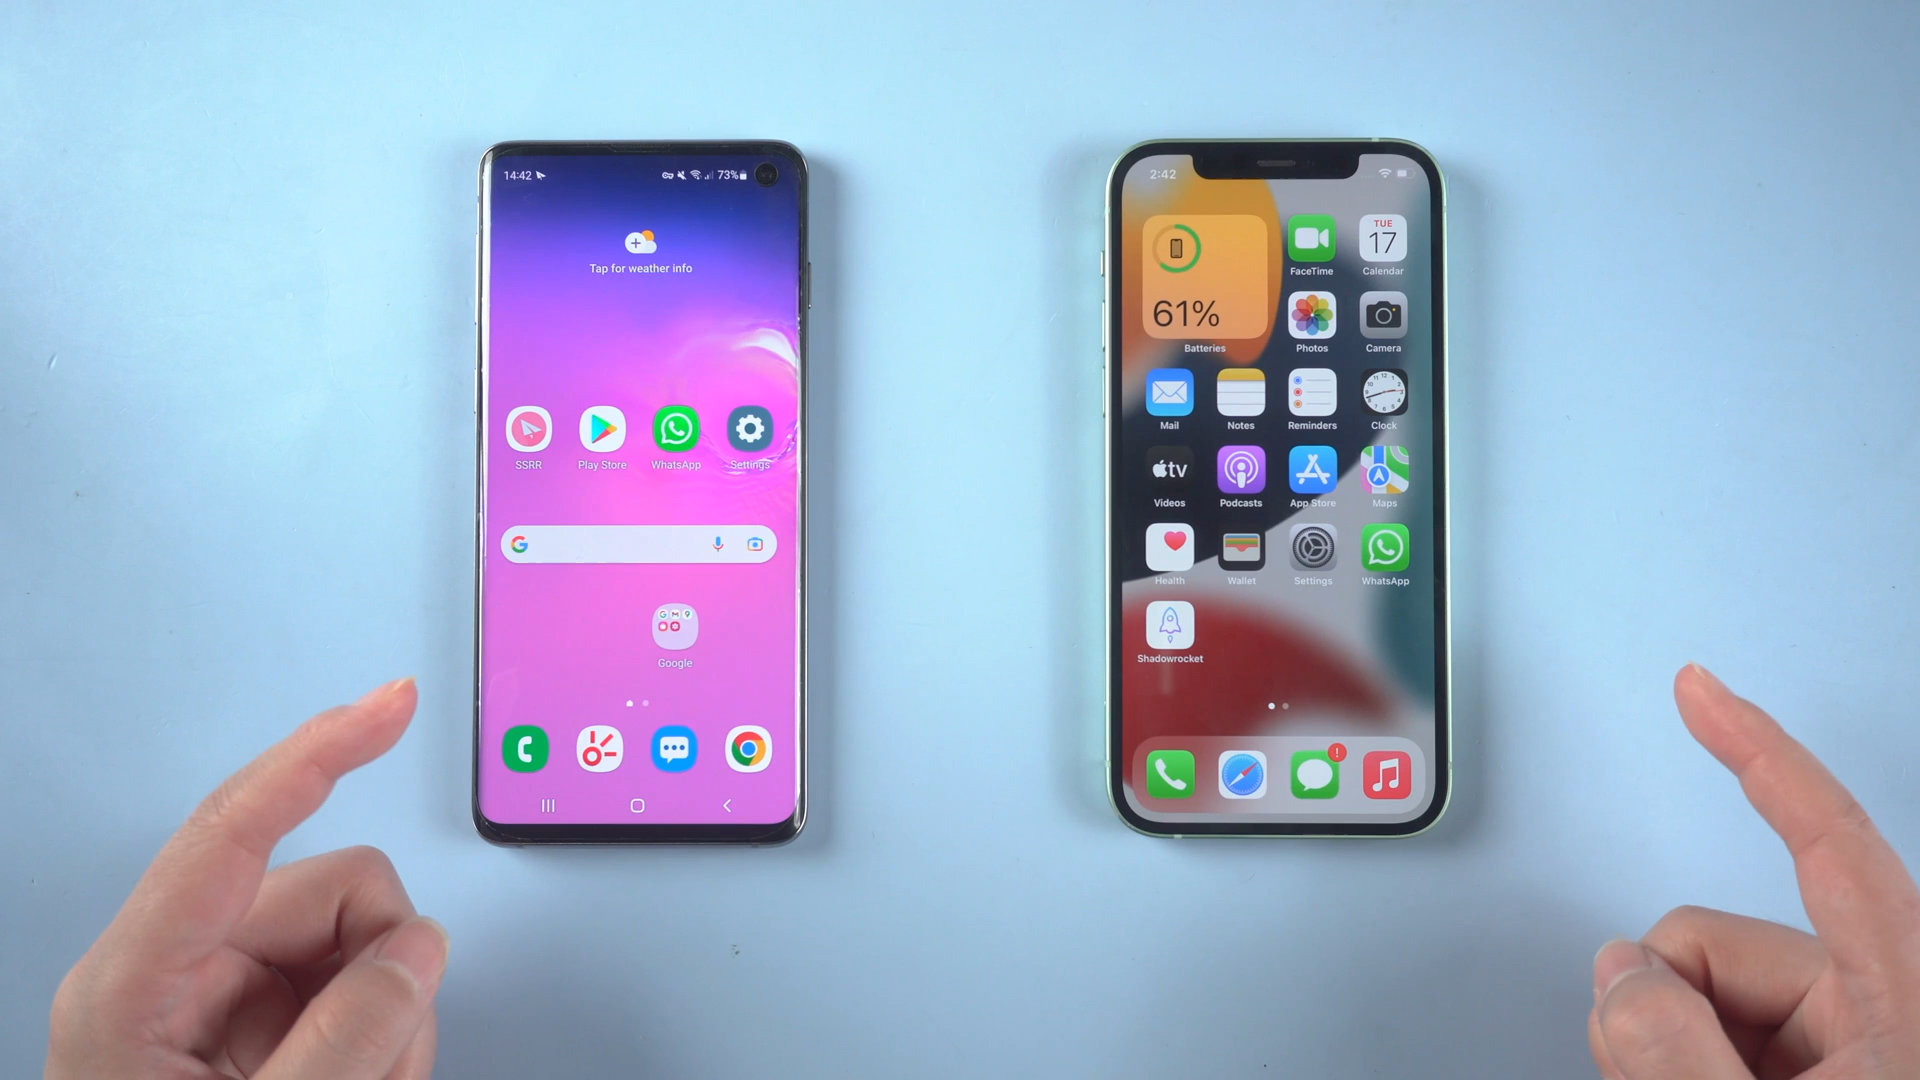 14:42
73%
Tap for weather info
SSRR
Play Store
WhatsApp
Settings
Google
2:42
61%
Batteries
FaceTime
TUE
17
Calendar
Photos
Camera
Mail
Notes
Reminders
Clock
tv
Videos
Podcasts
App Store
Maps
Health
Wallet
Settings
WhatsApp
Shadowrocket